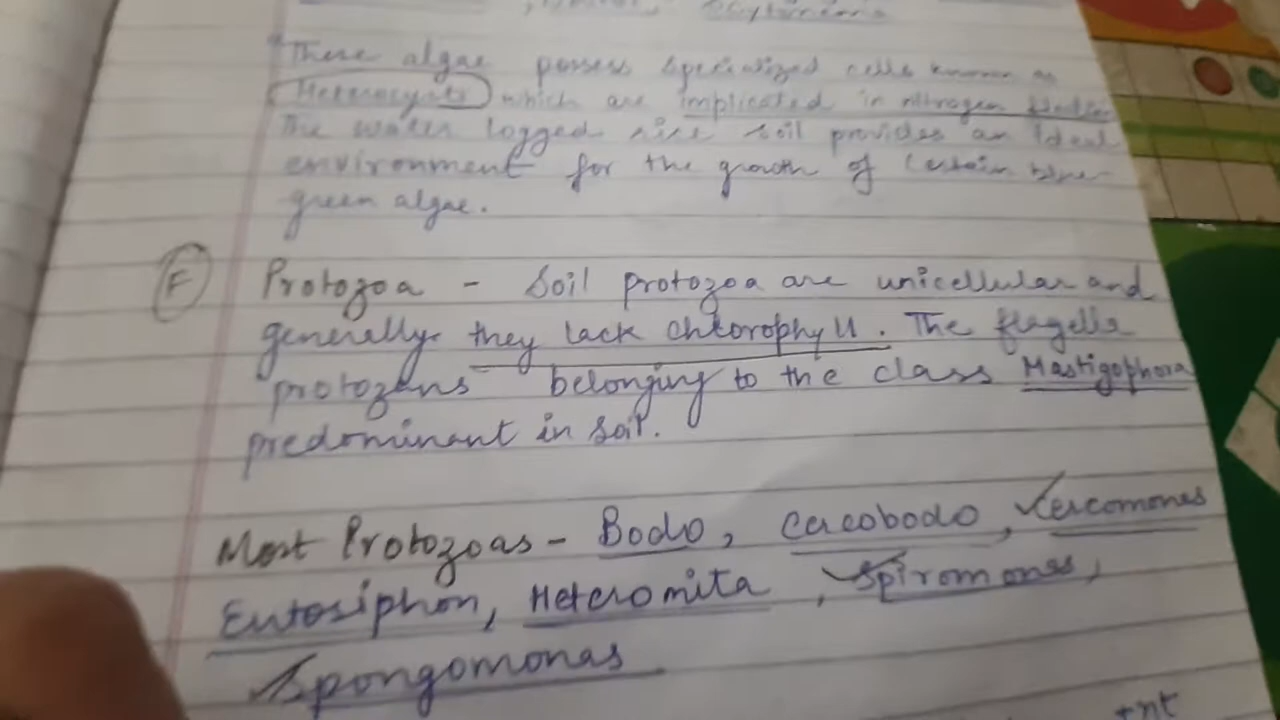 These algae possess specialized cells known as
Heterocysts which are implicated in nitrogen
The water logged rice soil provides an ideal
environment for the growth of certain blue-
green algae.
F Protozoa - Soil protozoa are unicellular and
generally they lack chlorophyll. The flagella
protozans belonging to the class Mastigophora
predominant in soil.
Most Protozoas - Bodo, Cacobodo, Cercomones
Entosiphon, Heteromita, Spiromonas,
Spongomonas